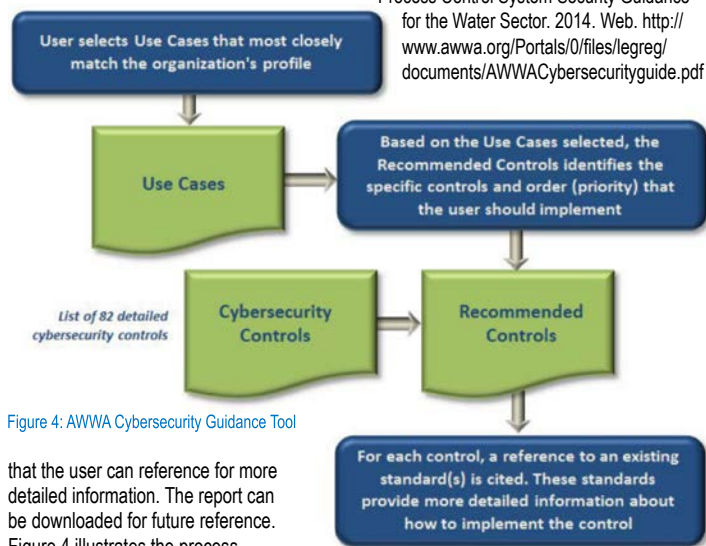 Process Control System Security Guidance
for the Water Sector. 2014. Web. http://
www.awwa.org/Portals/0/files/legreg/
documents/AWWACybersecurityguide.pdf
User selects Use Cases that most closely
match the organization's profile
Use Cases
Based on the Use Cases selected, the
Recommended Controls identifies the
specific controls and order (priority) that
the user should implement
List of 82 detailed
cybersecurity controls
Cybersecurity
Controls
Recommended
Controls
Figure 4: AWWA Cybersecurity Guidance Tool
For each control, a reference to an existing
standard(s) is cited. These standards
provide more detailed information about
how to implement the control
that the user can reference for more
detailed information. The report can
be downloaded for future reference.
Figure 4 illustrates the process